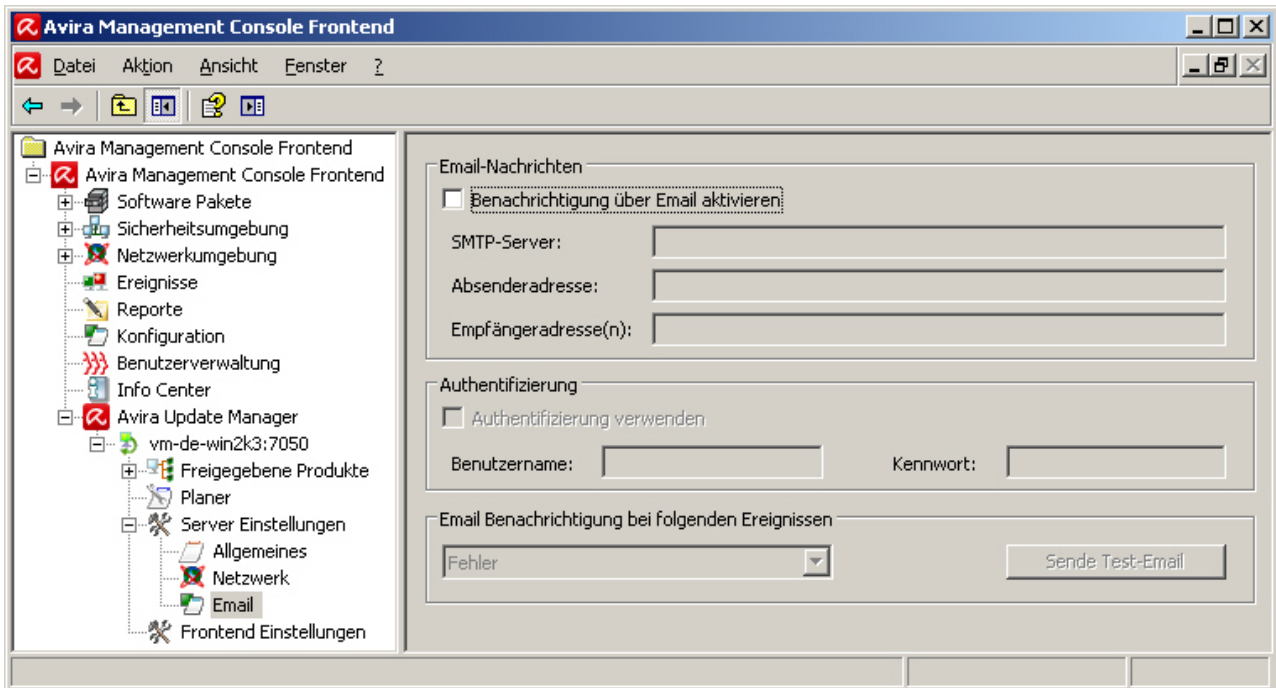 Avira Management Console Frontend
Datei Aktion Ansicht Fenster ?
Avira Management Console Frontend
Avira Management Console Frontend
Software Pakete
Sicherheitsumgebung
Netzwerkumgebung
Ereignisse
Reporte
Konfiguration
Benutzerverwaltung
Info Center
Avira Update Manager
vm-de-win2k3:7050
Freigegebene Produkte
Planer
Server Einstellungen
Allgemeines
Netzwerk
Email
Frontend Einstellungen
Email-Nachrichten
Benachrichtigung über Email aktivieren
SMTP-Server:
Absenderadresse:
Empfängeradresse(n):
Authentifizierung
Authentifizierung verwenden
Benutzername: Kennwort:
Email Benachrichtigung bei folgenden Ereignissen
Fehler Sende Test-Email